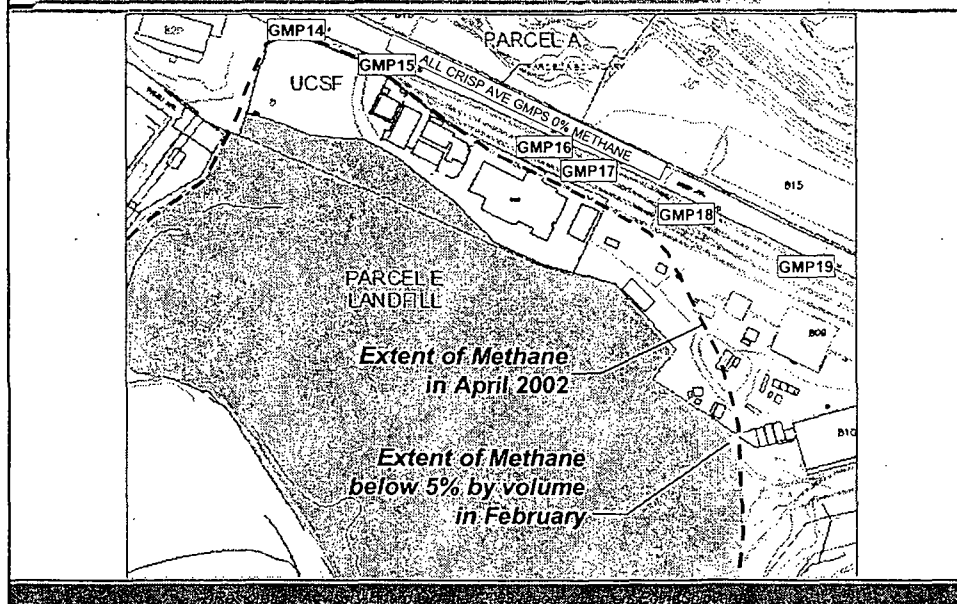 GMP14
PARCEL A
GMP15
UCSF
ALL CRISP AVE GMPS 0% METHANE
GMP16
GMP17
815
GMP18
GMP19
PARCEL E
LANDFILL
Extent of Methane
in April 2002
Extent of Methane
below 5% by volume
in February